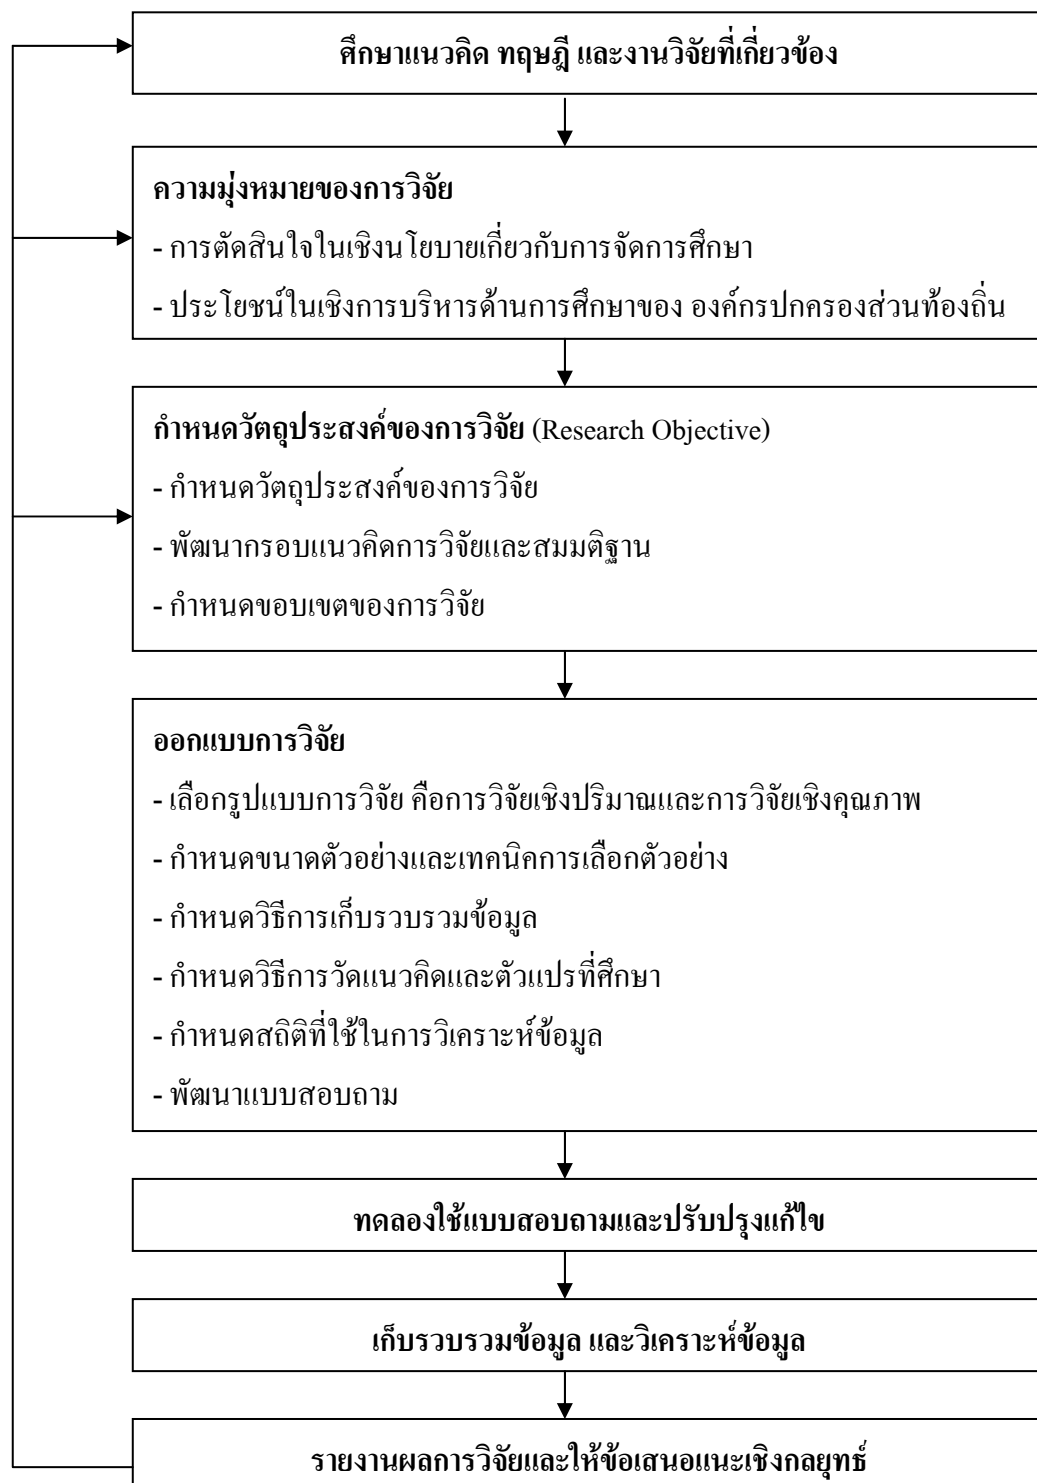 ศึกษาแนวคิด ทฤษฎี และงานวิจัยที่เกี่ยวข้อง
ความมุ่งหมายของการวิจัย
- การตัดสินใจในเชิงนโยบายเกี่ยวกับการจัดการศึกษา
- ประโยชน์ในเชิงการบริหารด้านการศึกษาของ องค์กรปกครองส่วนท้องถิ่น
กำหนดวัตถุประสงค์ของการวิจัย (Research Objective)
- กำหนดวัตถุประสงค์ของการวิจัย
- พัฒนากรอบแนวคิดการวิจัยและสมมติฐาน
- กำหนดขอบเขตของการวิจัย
ออกแบบการวิจัย
- เลือกรูปแบบการวิจัย คือการวิจัยเชิงปริมาณและการวิจัยเชิงคุณภาพ
- กำหนดขนาดตัวอย่างและเทคนิคการเลือกตัวอย่าง
- กำหนดวิธีการเก็บรวบรวมข้อมูล
- กำหนดวิธีการวัดแนวคิดและตัวแปรที่ศึกษา
- กำหนดสถิติที่ใช้ในการวิเคราะห์ข้อมูล
- พัฒนาแบบสอบถาม
ทดลองใช้แบบสอบถามและปรับปรุงแก้ไข
เก็บรวบรวมข้อมูล และวิเคราะห์ข้อมูล
รายงานผลการวิจัยและให้ข้อเสนอแนะเชิงกลยุทธ์